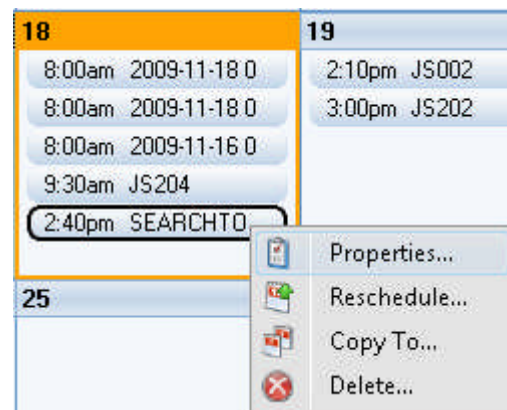 18
8:00am 2009-11-18 0
8:00am 2009-11-18 0
8:00am 2009-11-16 0
9:30am JS204
2:40pm SEARCHTO
19
2:10pm JS002
3:00pm JS202
25
Properties...
Reschedule...
Copy To...
Delete...